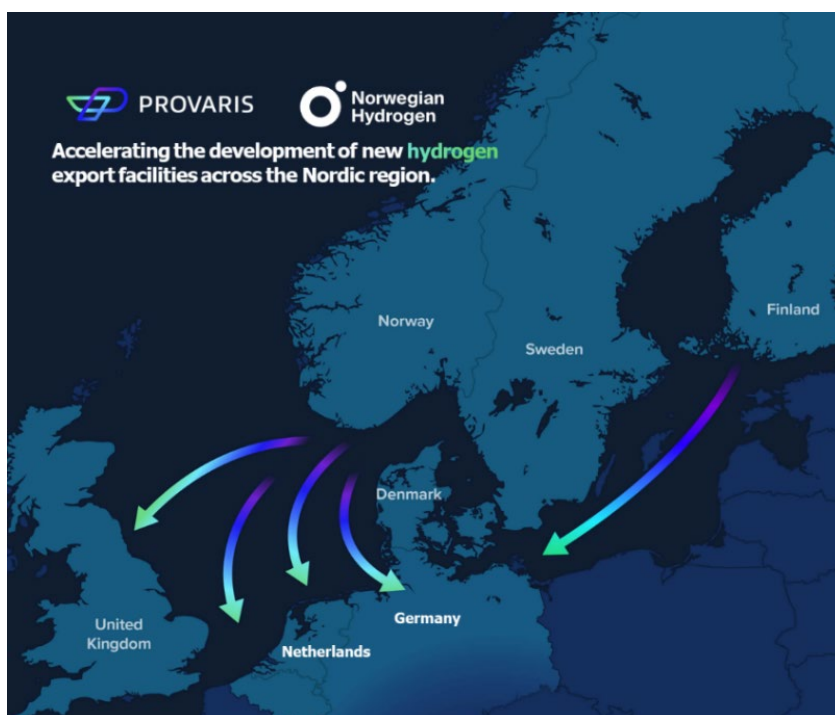 PROVARIS
Norwegian
Hydrogen
Accelerating the development of new hydrogen
export facilities across the Nordic region.
Norway
Finland
Sweden
Denmark
United
Kingdom
Germany
Netherlands